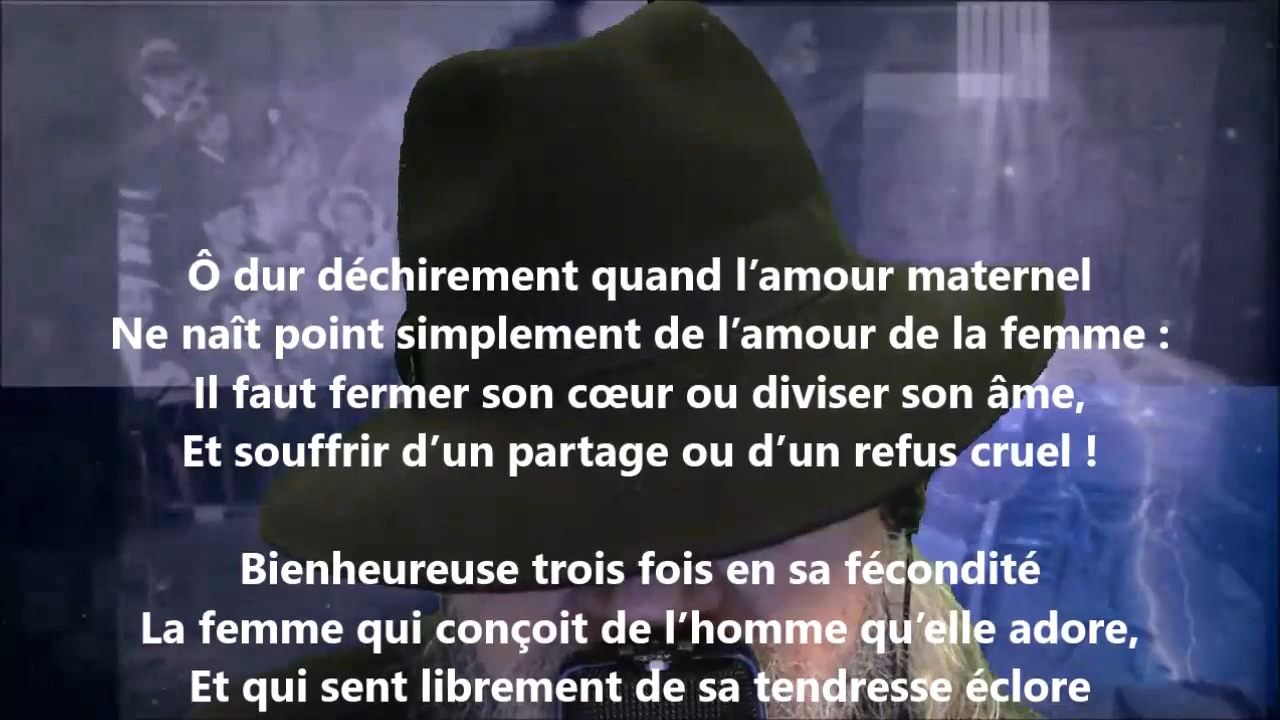 Ô dur déchirement quand l’amour maternel
Ne naît point simplement de l’amour de la femme :
Il faut fermer son cœur ou diviser son âme,
Et souffrir d’un partage ou d’un refus cruel !
Bienheureuse trois fois en sa fécondité
La femme qui conçoit de l’homme qu’elle adore,
Et qui sent librement de sa tendresse éclore